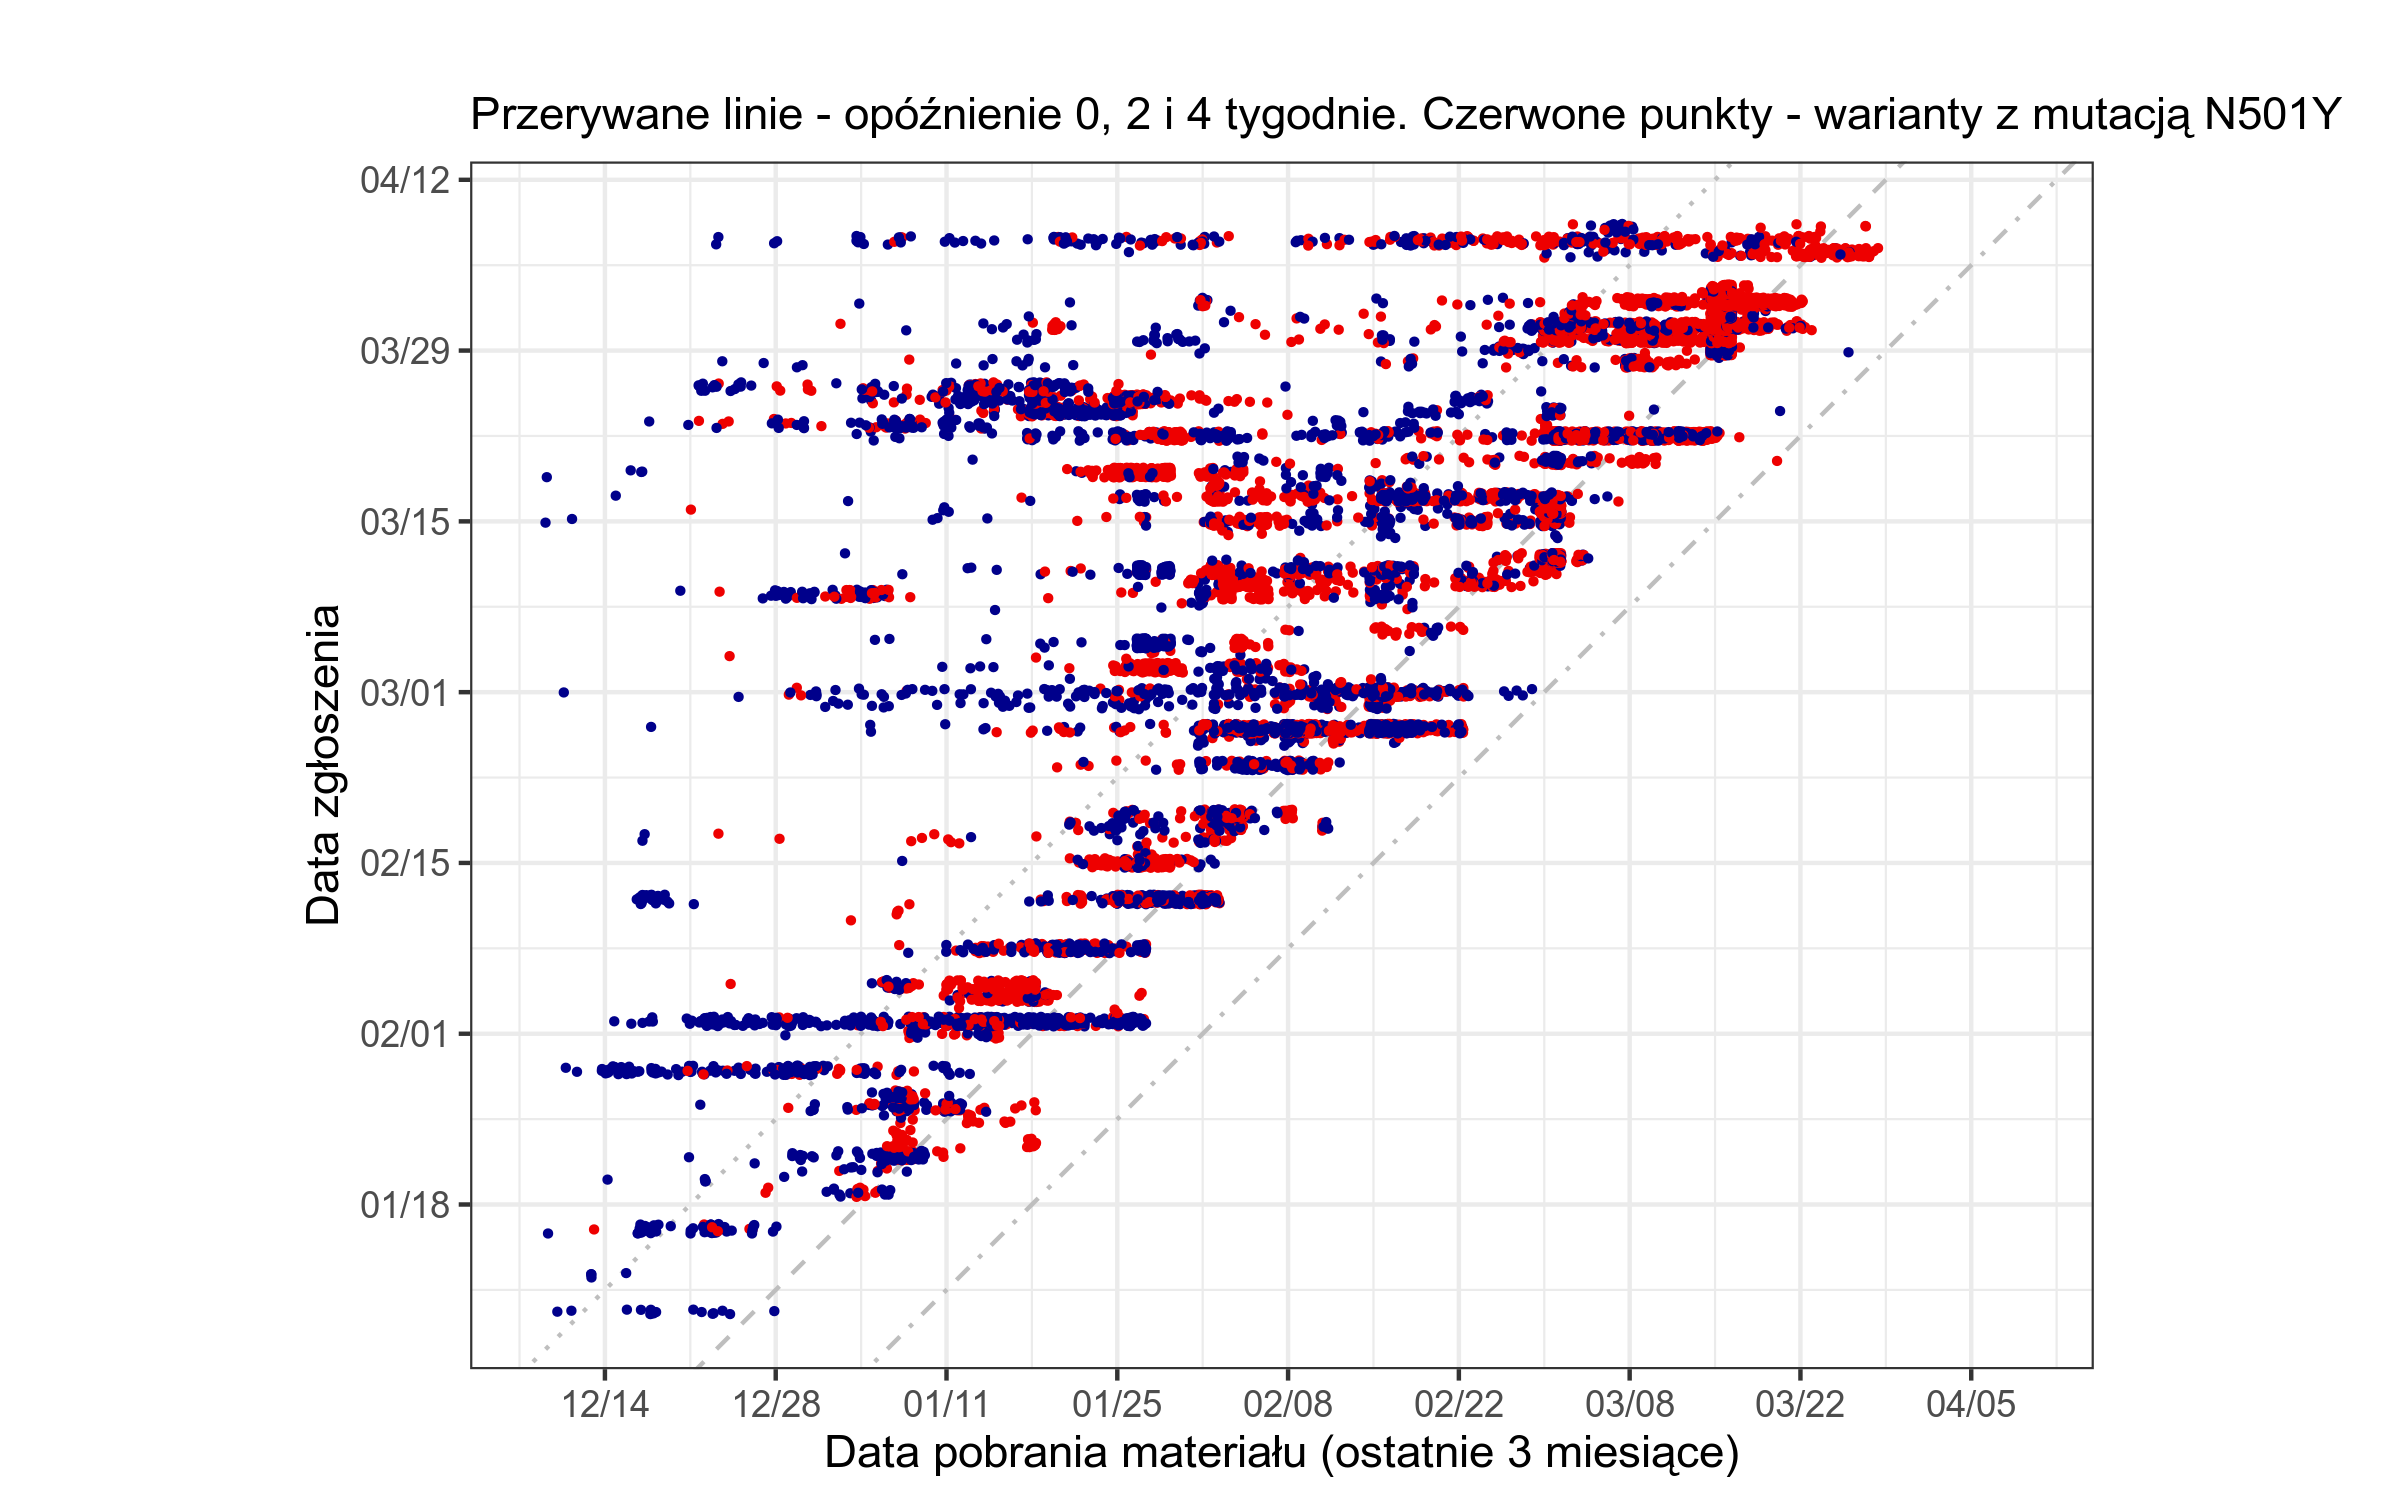 Przerywane linie - opóźnienie 0, 2 i 4 tygodnie. Czerwone punkty - warianty z mutacją N501Y
Data zgłoszenia
04/12
03/29
03/15
03/01
02/15
02/01
01/18
12/14 12/28 01/11 01/25 02/08 02/22 03/08 03/22 04/05
Data pobrania materiału (ostatnie 3 miesiące)